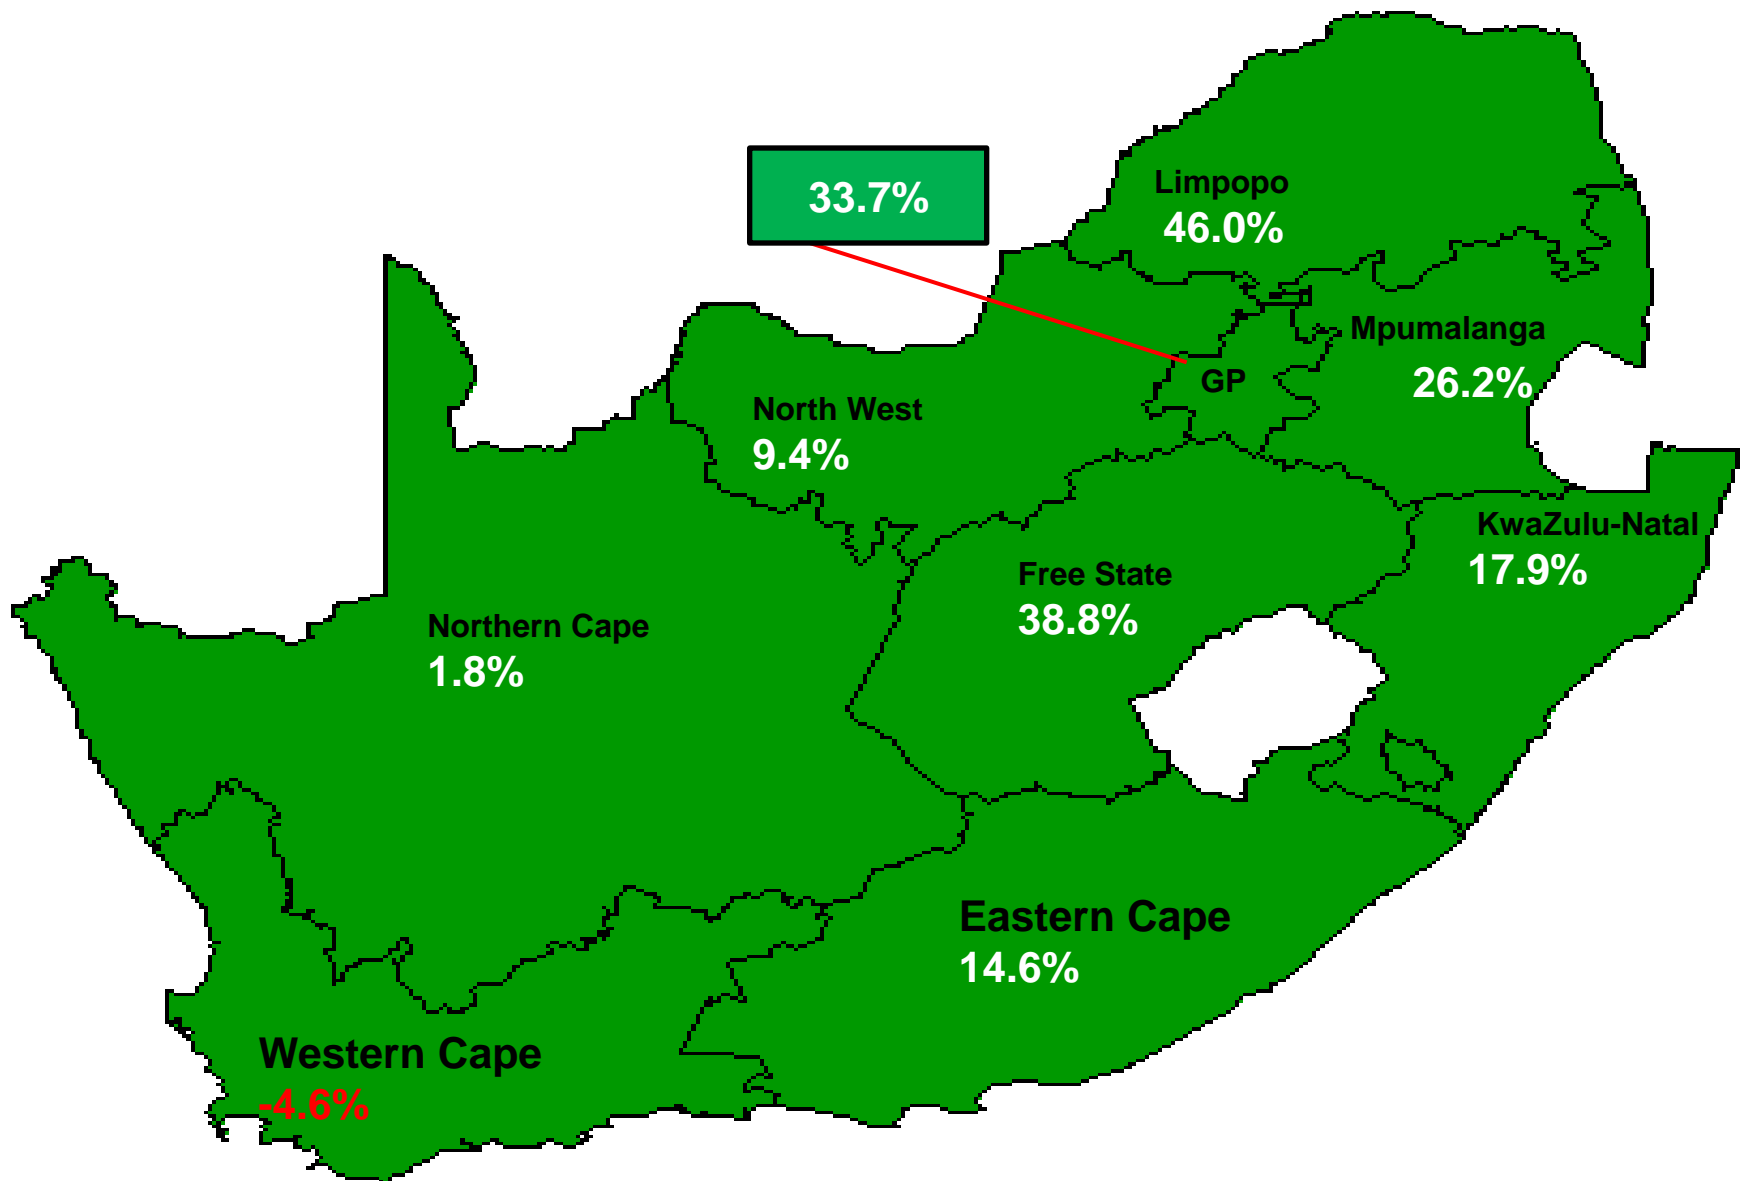 33.7%
Limpopo
46.0%
Mpumalanga
26.2%
GP
North West
9.4%
KwaZulu-Natal
17.9%
Free State
38.8%
Northern Cape
1.8%
Eastern Cape
14.6%
Western Cape
-4.6%